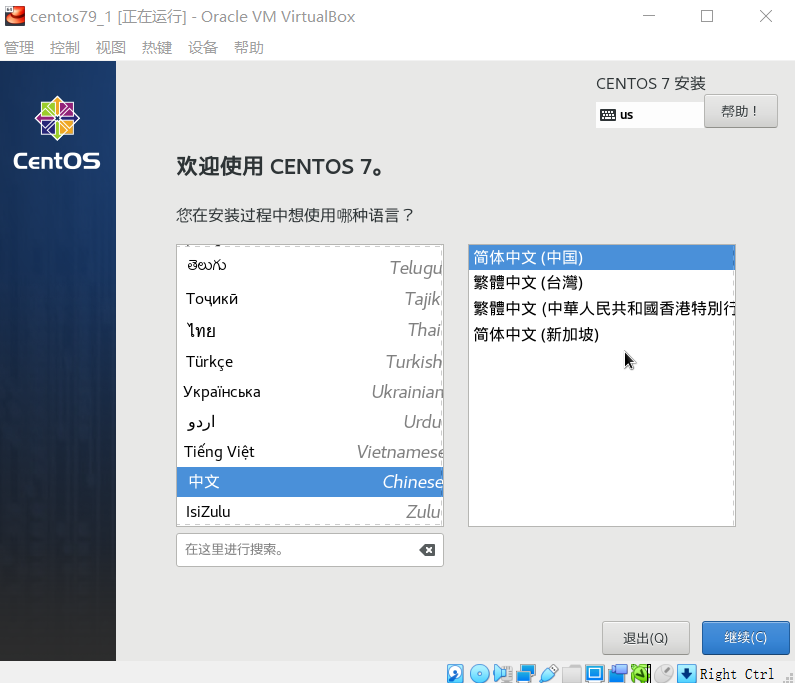 centos79_1 [正在运行] - Oracle VM VirtualBox
管理 控制 视图 热键 设备 帮助
CentOS
CENTOS 7 安装
us
帮助！
欢迎使用 CENTOS 7。
您在安装过程中想使用哪种语言？
తెలుగు Telugu
Тоҷикӣ Tajik
ไทย Thai
Türkçe Turkish
Українська Ukrainian
اردو Urdu
Tiếng Việt Vietnamese
中文 Chinese
IsiZulu Zulu
简体中文 (中国)
繁體中文 (台灣)
繁體中文 (中華人民共和國香港特別行
简体中文 (新加坡)
在这里进行搜索。
退出(Q)
继续(C)
Right Ctrl